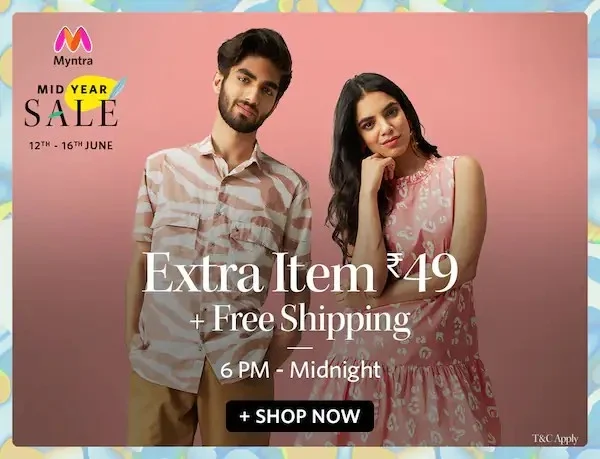 Myntra
MID YEAR
SALE
12TH - 16TH JUNE
Extra Item ₹49
+ Free Shipping
6 PM - Midnight
+ SHOP NOW
T&C Apply